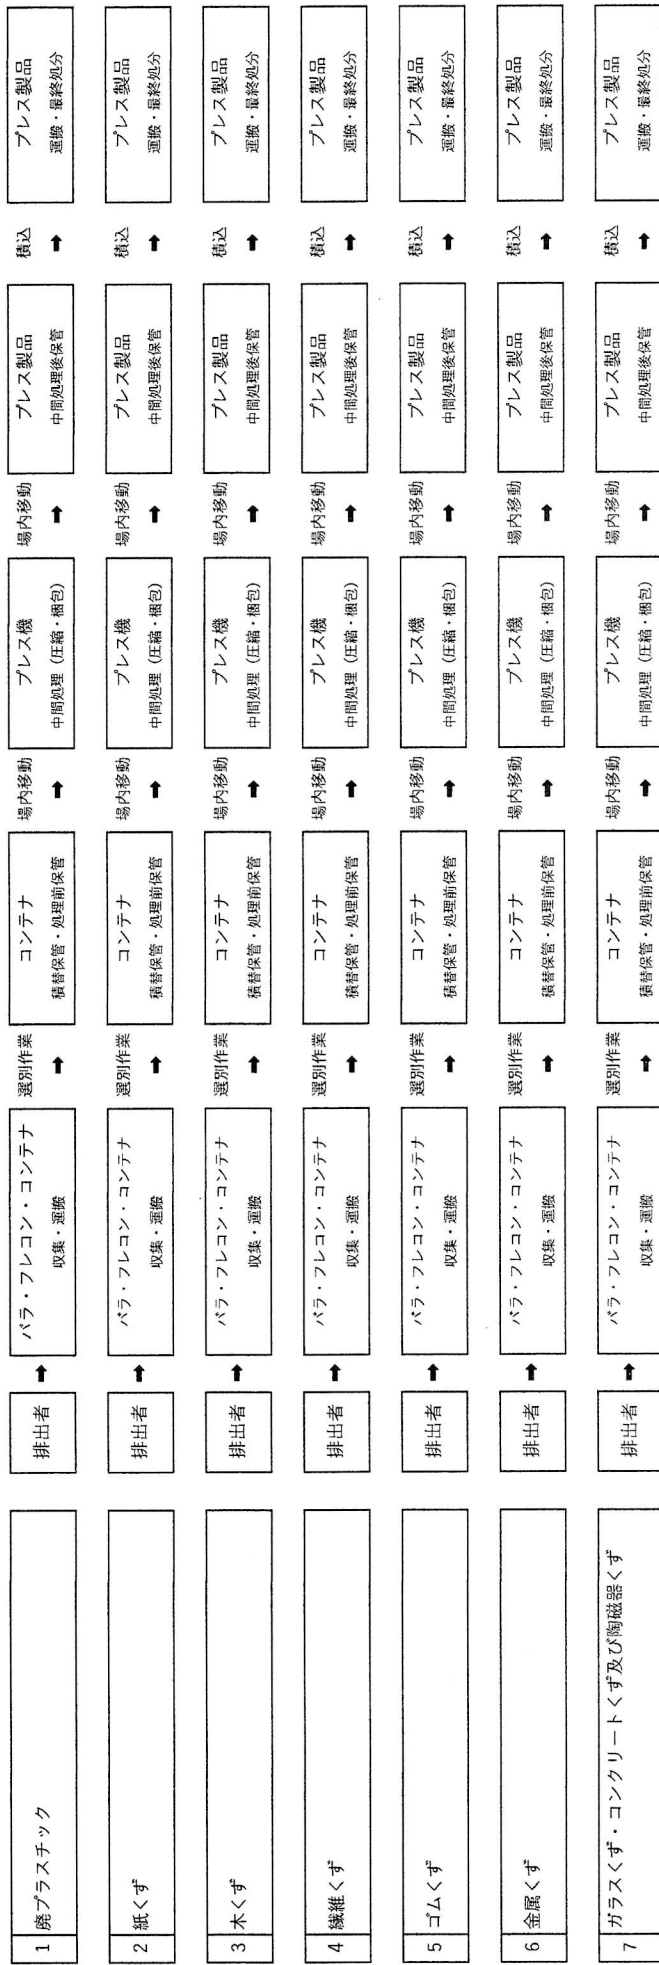 1 廃プラスチック
排出者
➡
バラ・フレコン・コンテナ
収集・運搬
選別作業
➡
コンテナ
積替保管・処理前保管
場内移動
➡
プレス機
中間処理（圧縮・梱包）
場内移動
➡
プレス製品
中間処理後保管
積込
➡
プレス製品
運搬・最終処分
2 紙くず
排出者
➡
バラ・フレコン・コンテナ
収集・運搬
選別作業
➡
コンテナ
積替保管・処理前保管
場内移動
➡
プレス機
中間処理（圧縮・梱包）
場内移動
➡
プレス製品
中間処理後保管
積込
➡
プレス製品
運搬・最終処分
3 木くず
排出者
➡
バラ・フレコン・コンテナ
収集・運搬
選別作業
➡
コンテナ
積替保管・処理前保管
場内移動
➡
プレス機
中間処理（圧縮・梱包）
場内移動
➡
プレス製品
中間処理後保管
積込
➡
プレス製品
運搬・最終処分
4 繊維くず
排出者
➡
バラ・フレコン・コンテナ
収集・運搬
選別作業
➡
コンテナ
積替保管・処理前保管
場内移動
➡
プレス機
中間処理（圧縮・梱包）
場内移動
➡
プレス製品
中間処理後保管
積込
➡
プレス製品
運搬・最終処分
5 ゴムくず
排出者
➡
バラ・フレコン・コンテナ
収集・運搬
選別作業
➡
コンテナ
積替保管・処理前保管
場内移動
➡
プレス機
中間処理（圧縮・梱包）
場内移動
➡
プレス製品
中間処理後保管
積込
➡
プレス製品
運搬・最終処分
6 金属くず
排出者
➡
バラ・フレコン・コンテナ
収集・運搬
選別作業
➡
コンテナ
積替保管・処理前保管
場内移動
➡
プレス機
中間処理（圧縮・梱包）
場内移動
➡
プレス製品
中間処理後保管
積込
➡
プレス製品
運搬・最終処分
7 ガラスくず・コンクリートくず及び陶磁器くず
排出者
➡
バラ・フレコン・コンテナ
収集・運搬
選別作業
➡
コンテナ
積替保管・処理前保管
場内移動
➡
プレス機
中間処理（圧縮・梱包）
場内移動
➡
プレス製品
中間処理後保管
積込
➡
プレス製品
運搬・最終処分